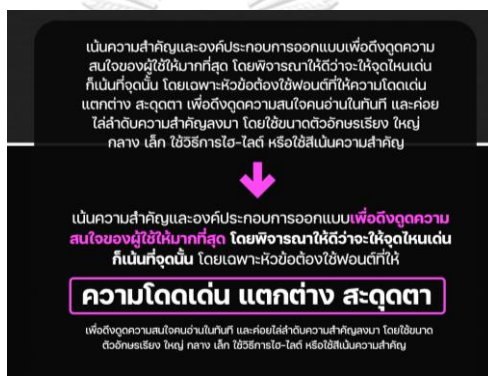 เน้นความสำคัญและองค์ประกอบการออกแบบเพื่อดึงดูดความ
สนใจของผู้ใช้ให้มากที่สุด โดยพิจารณาให้ดีว่าจะให้จุดไหนเด่น
ก็เน้นที่จุดนั้น โดยเฉพาะหัวข้อต้องใช้ฟอนต์ที่ให้ความโดดเด่น
แตกต่าง สะดุดตา เพื่อดึงดูดความสนใจคนอ่านในทันที และค่อย
ไล่ลำดับความสำคัญลงมา โดยใช้ขนาดตัวอักษรเรียง ใหญ่
กลาง เล็ก ใช้วิธีการไฮ-ไลต์ หรือใช้สีเน้นความสำคัญ
เน้นความสำคัญและองค์ประกอบการออกแบบเพื่อดึงดูดความ
สนใจของผู้ใช้ให้มากที่สุด โดยพิจารณาให้ดีว่าจะให้จุดไหนเด่น
ก็เน้นที่จุดนั้น โดยเฉพาะหัวข้อต้องใช้ฟอนต์ที่ให้
ความโดดเด่น แตกต่าง สะดุดตา
เพื่อดึงดูดความสนใจคนอ่านในทันที และค่อยไล่ลำดับความสำคัญลงมา โดยใช้ขนาด
ตัวอักษรเรียง ใหญ่ กลาง เล็ก ใช้วิธีการไฮ-ไลต์ หรือใช้สีเน้นความสำคัญ